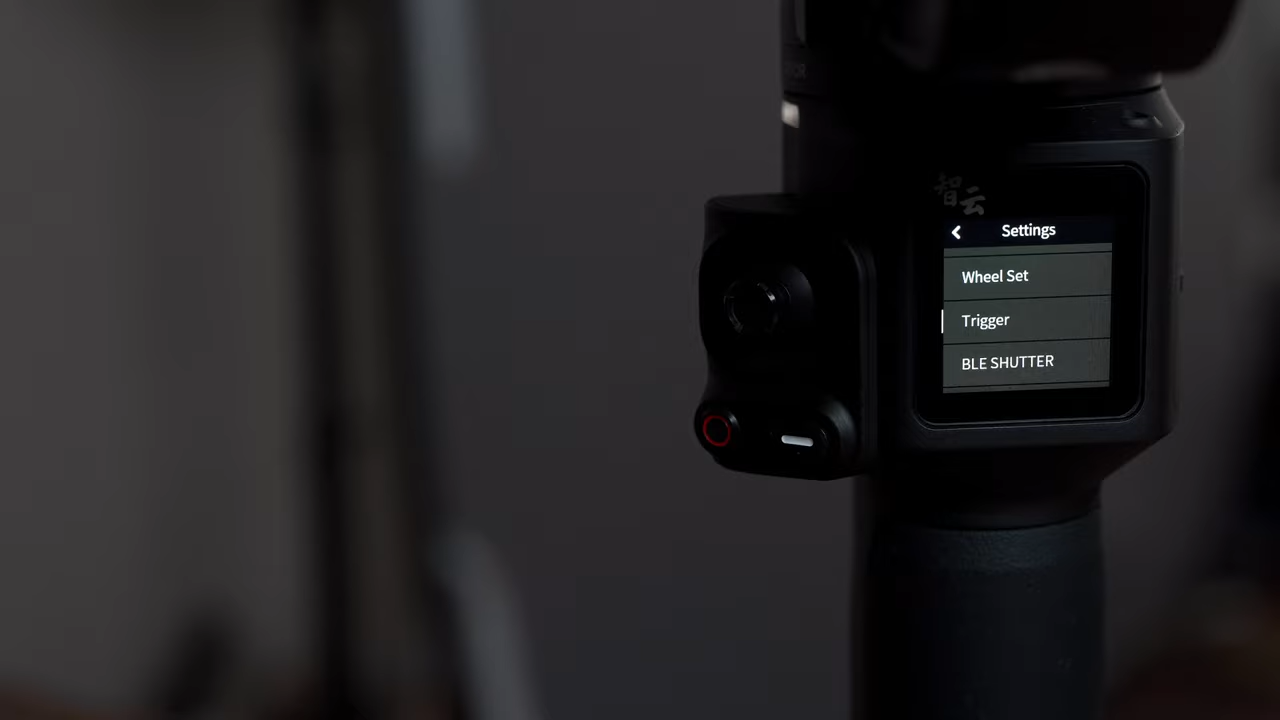 智云
Settings
Wheel Set
Trigger
BLE SHUTTER